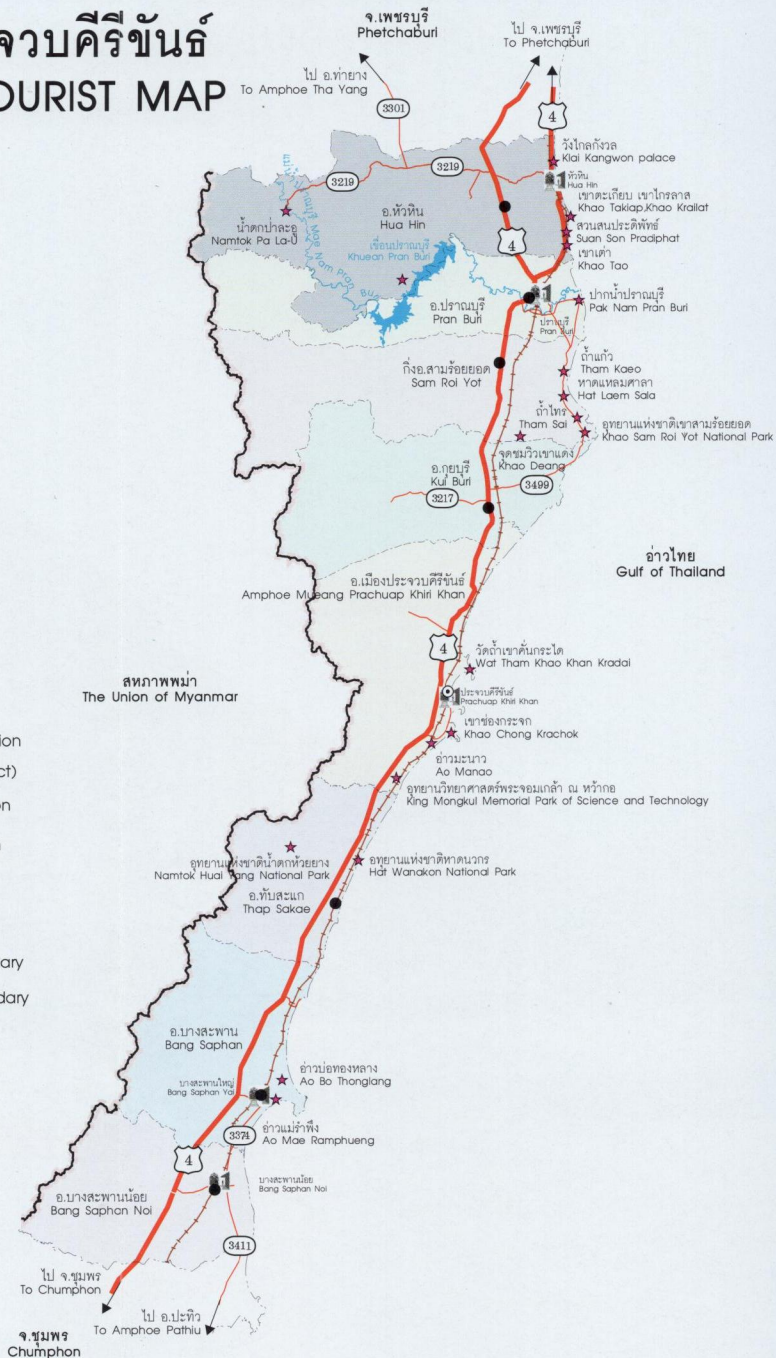 จวบคีรีขันธ์
OURIST MAP
จ.เพชรบุรี
Phetchaburi
ไป จ.เพชรบุรี
To Phetchaburi
ไป อ.ท่ายาง
To Amphoe Tha Yang
3301
4
วังไกลกังวล
Klai Kangwon palace
3219
3219
หัวหิน
Hua Hin
น้ำตกป่าละอู
Namtok Pa La-U
แม่น้ำปราณบุรี Mae Nam Pran Bu
อ.หัวหิน
Hua Hin
เขาตะเกียบ เขาไกรลาส
Khao Takiap,Khao Krailat
สวนสนประดิพัทธ์
Suan Son Pradiphat
4
เขื่อนปราณบุรี
Khuean Pran Buri
เขาเต่า
Khao Tao
อ.ปราณบุรี
Pran Buri
ปราณบุรี
Pran Buri
ปากน้ำปราณบุรี
Pak Nam Pran Buri
กิ่งอ.สามร้อยยอด
Sam Roi Yot
ถ้ำแก้ว
Tham Kaeo
หาดแหลมศาลา
Hat Laem Sala
ถ้ำไทร
Tham Sai
อุทยานแห่งชาติเขาสามร้อยยอด
Khao Sam Roi Yot National Park
จุดชมวิวเขาแดง
Khao Deang
อ.กุยบุรี
Kui Buri
3217
3499
อ่าวไทย
Gulf of Thailand
อ.เมืองประจวบคีรีขันธ์
Amphoe Mueang Prachuap Khiri Khan
4
วัดถ้ำเขาคั่นกระได
Wat Tham Khao Khan Kradai
สหภาพพม่า
The Union of Myanmar
ประจวบคีรีขันธ์
Prachuap Khiri Khan
เขาช่องกระจก
Khao Chong Krachok
ion
อ่าวมะนาว
Ao Manao
ct)
อุทยานวิทยาศาสตร์พระจอมเกล้า ณ หว้ากอ
King Mongkul Memorial Park of Science and Technology
on
อุทยานแห่งชาติน้ำตกห้วยยาง
Namtok Huai Yang National Park
อุทยานแห่งชาติหาดวนกร
Hat Wanakon National Park
อ.ทับสะแก
Thap Sakae
ary
dary
อ.บางสะพาน
Bang Saphan
อ่าวบ่อทองหลาง
Ao Bo Thonglang
บางสะพานใหญ่
Bang Saphan Yai
อ่าวแม่รำพึง
Ao Mae Ramphueng
3374
4
อ.บางสะพานน้อย
Bang Saphan Noi
บางสะพานน้อย
Bang Saphan Noi
3411
ไป จ.ชุมพร
To Chumphon
ไป อ.ปะทิว
To Amphoe Pathiu
จ.ชุมพร
Chumphon